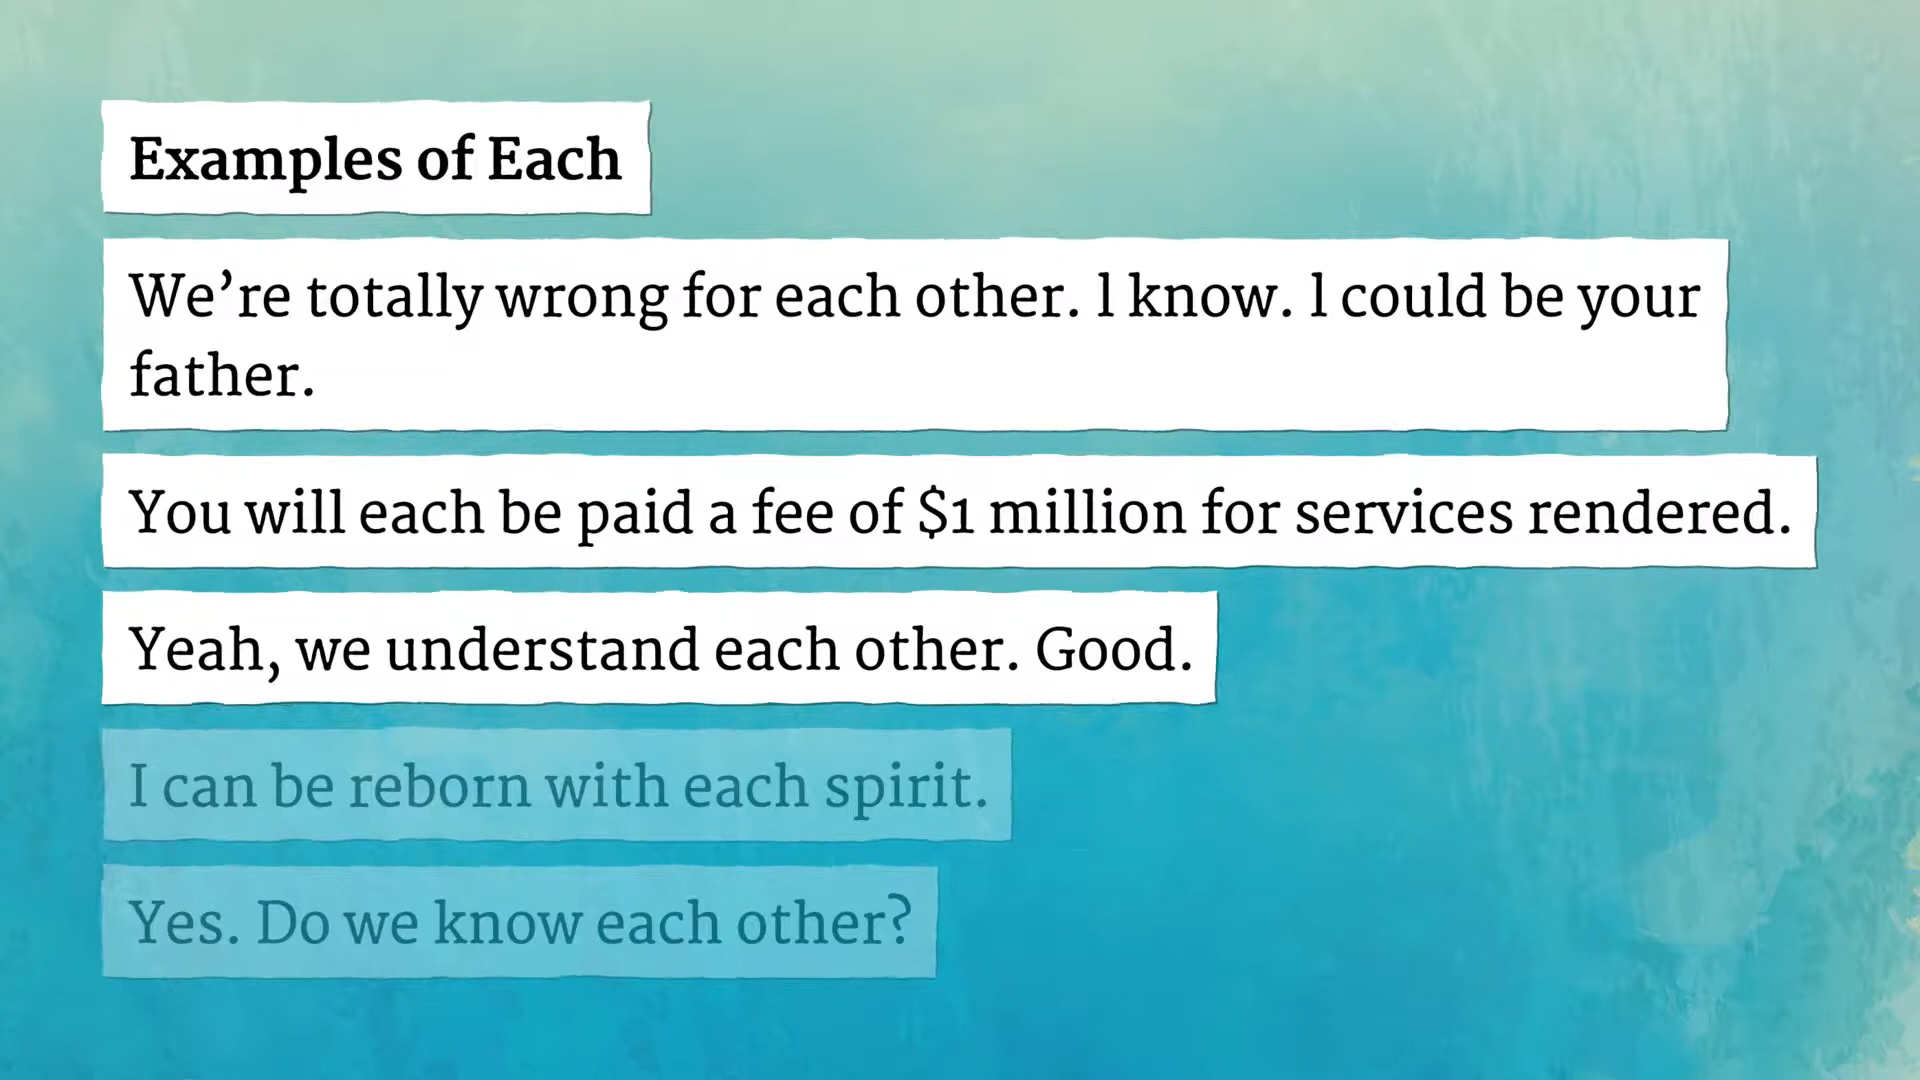 Examples of Each
We’re totally wrong for each other. l know. l could be your
father.
You will each be paid a fee of $1 million for services rendered.
Yeah, we understand each other. Good.
I can be reborn with each spirit.
Yes. Do we know each other?